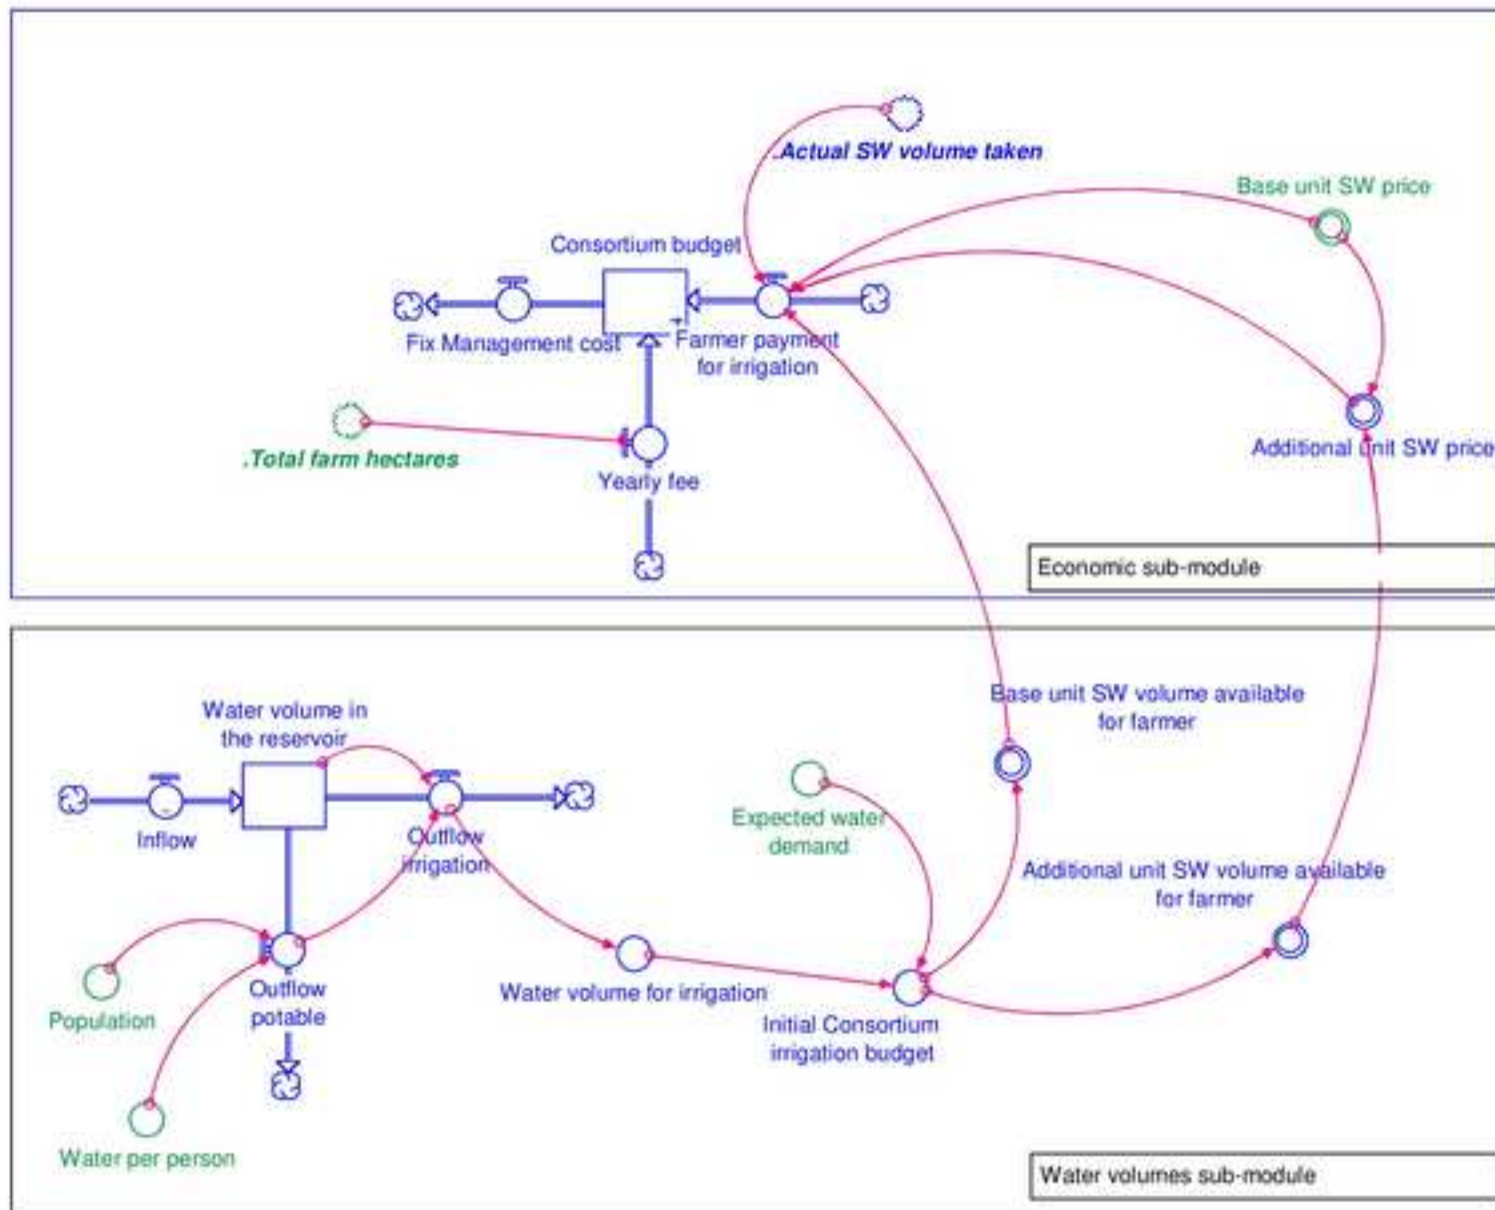 .Actual SW volume taken
Base unit SW price
Consortium budget
Fix Management cost
Farmer payment
for irrigation
.Total farm hectares
Yearly fee
Additional unit SW price
Economic sub-module
Water volume in
the reservoir
Base unit SW volume available
for farmer
Inflow
Outflow
irrigation
Expected water
demand
Additional unit SW volume available
for farmer
Population
Outflow
potable
Water volume for irrigation
Initial Consortium
irrigation budget
Water per person
Water volumes sub-module